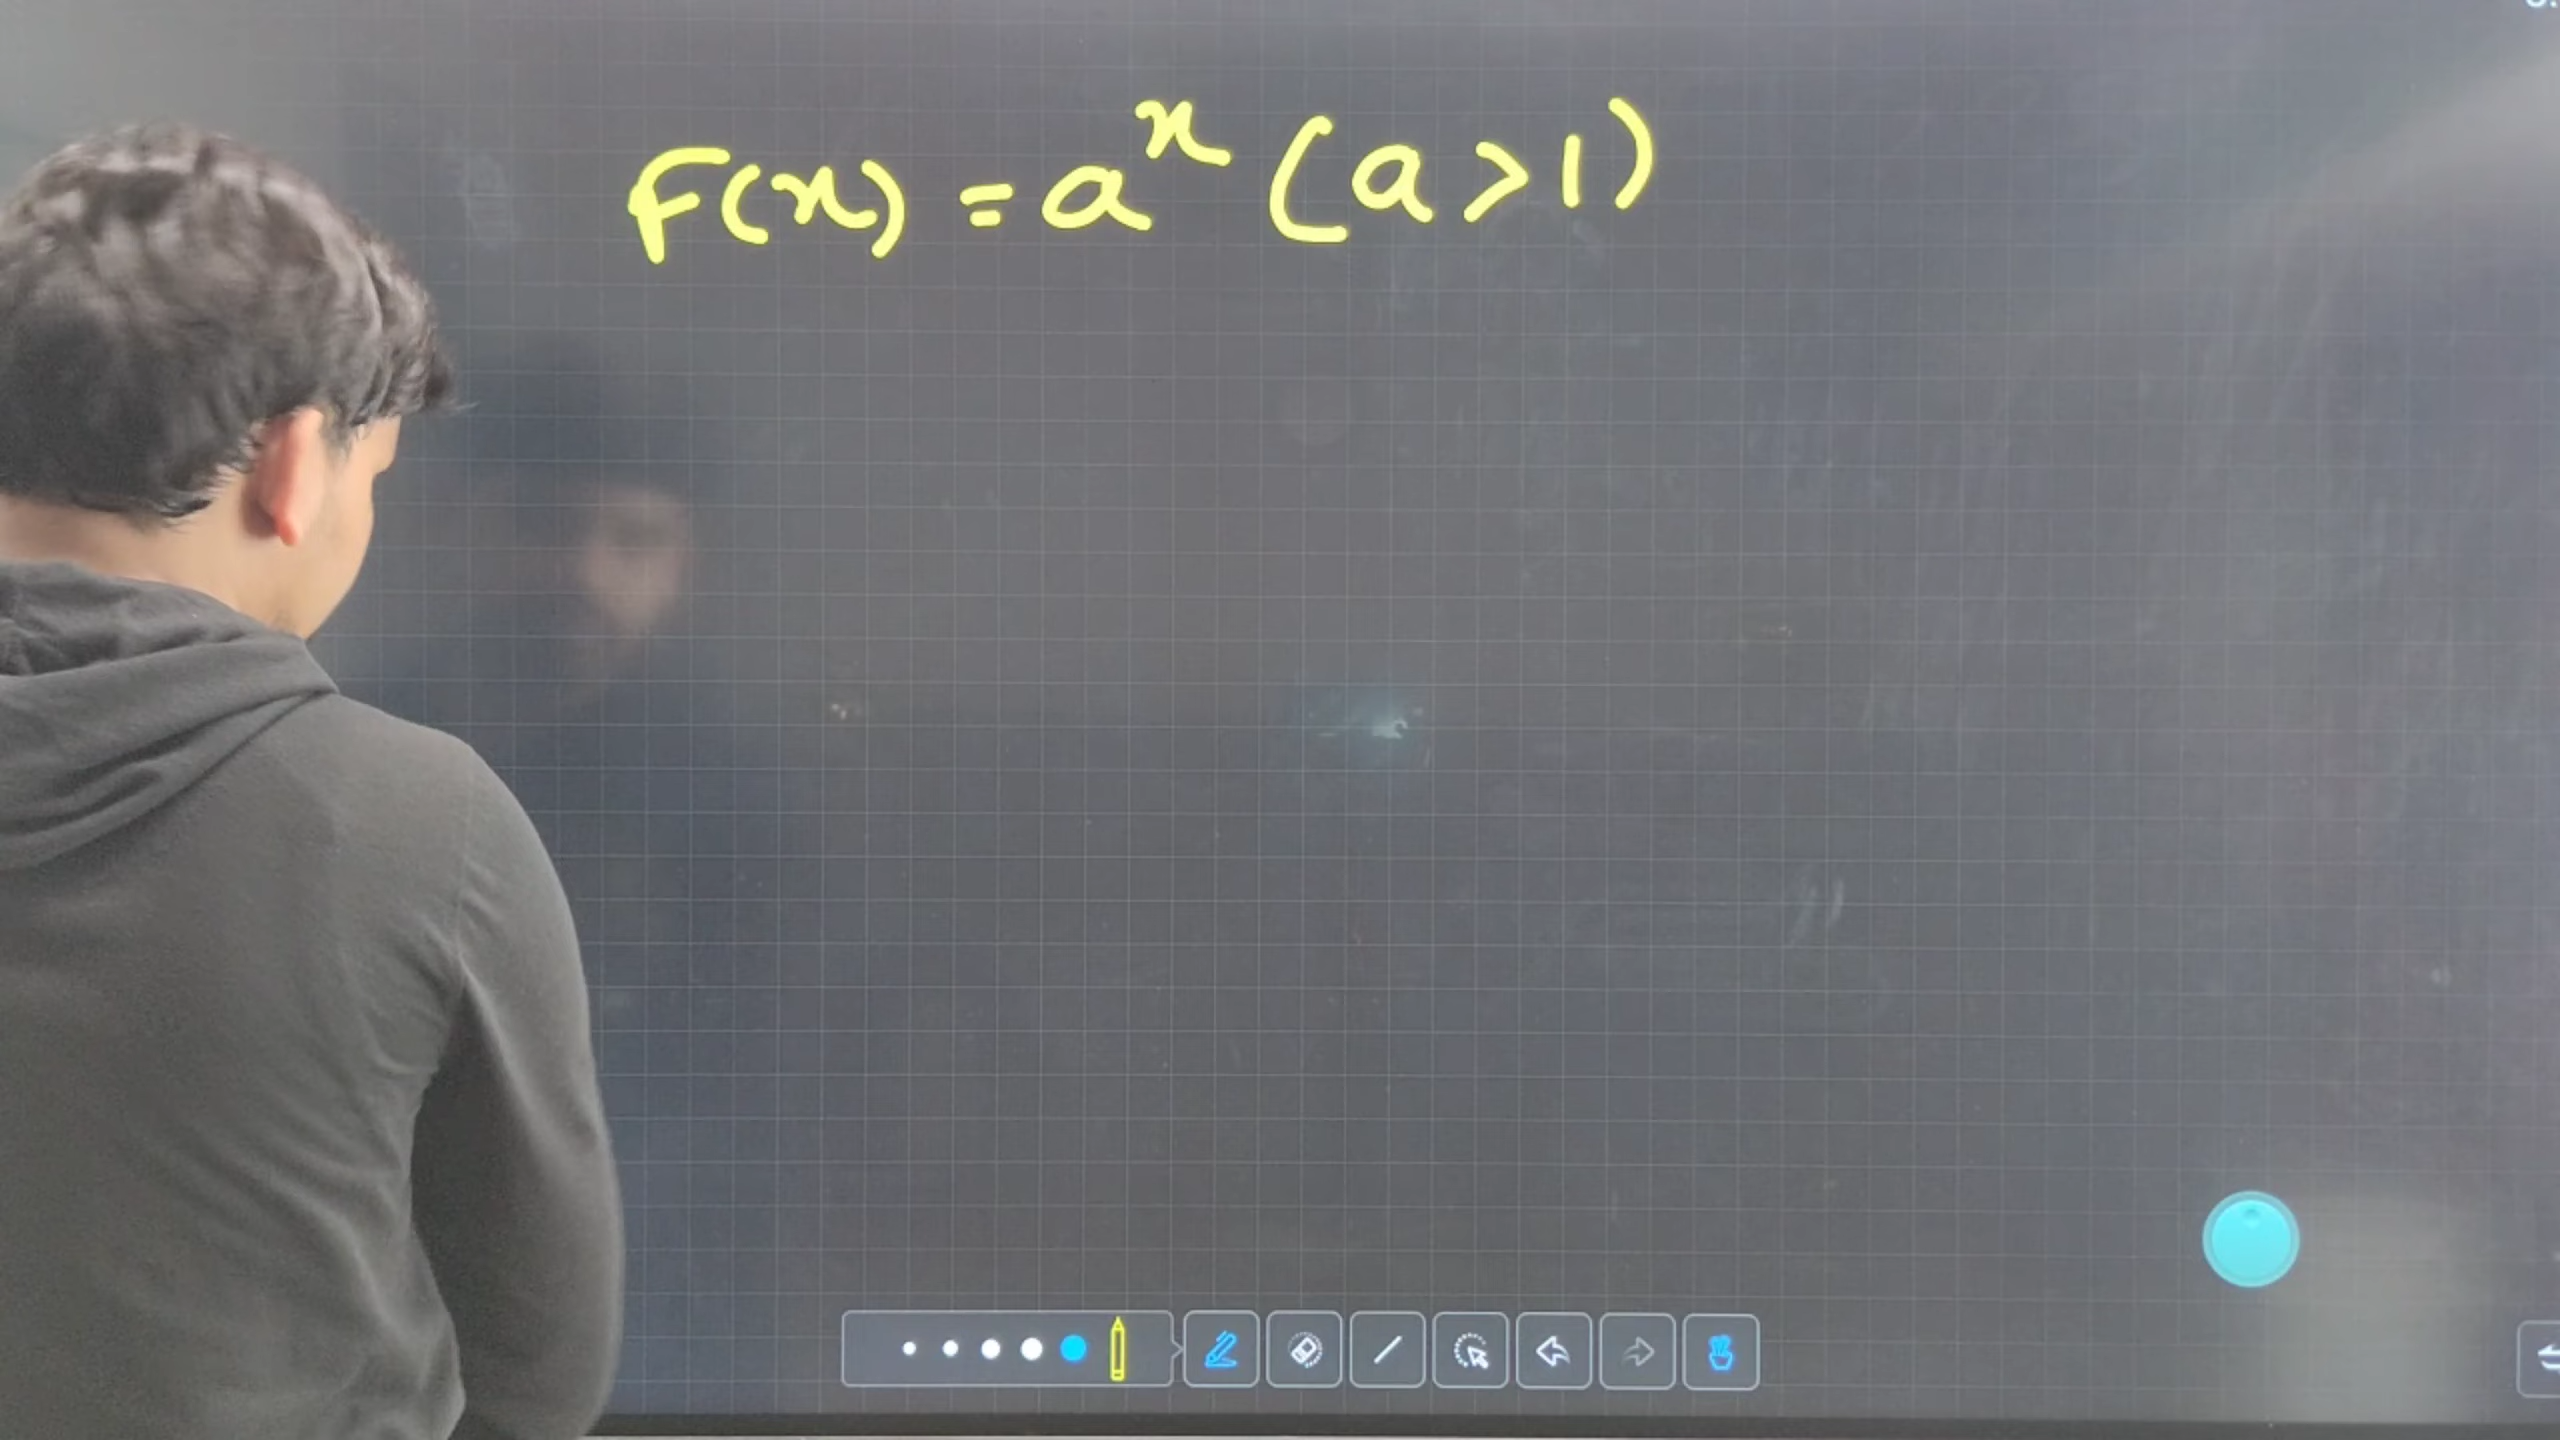 F(x) = a^x (a>1)